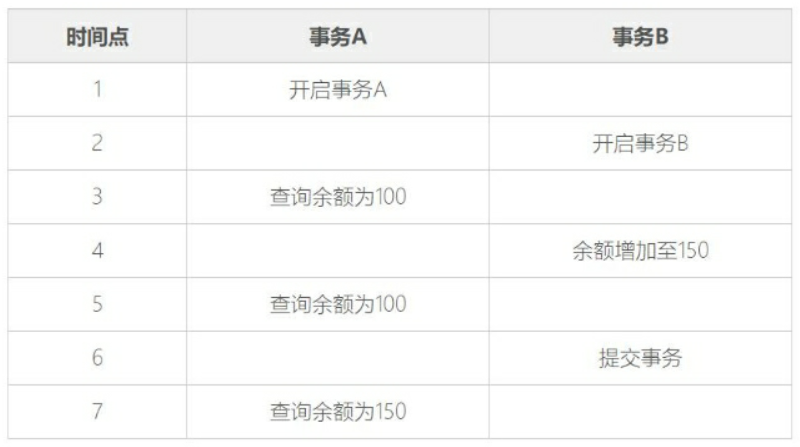 时间点 事务A 事务B
1 开启事务A
2 开启事务B
3 查询余额为100
4 余额增加至150
5 查询余额为100
6 提交事务
7 查询余额为150